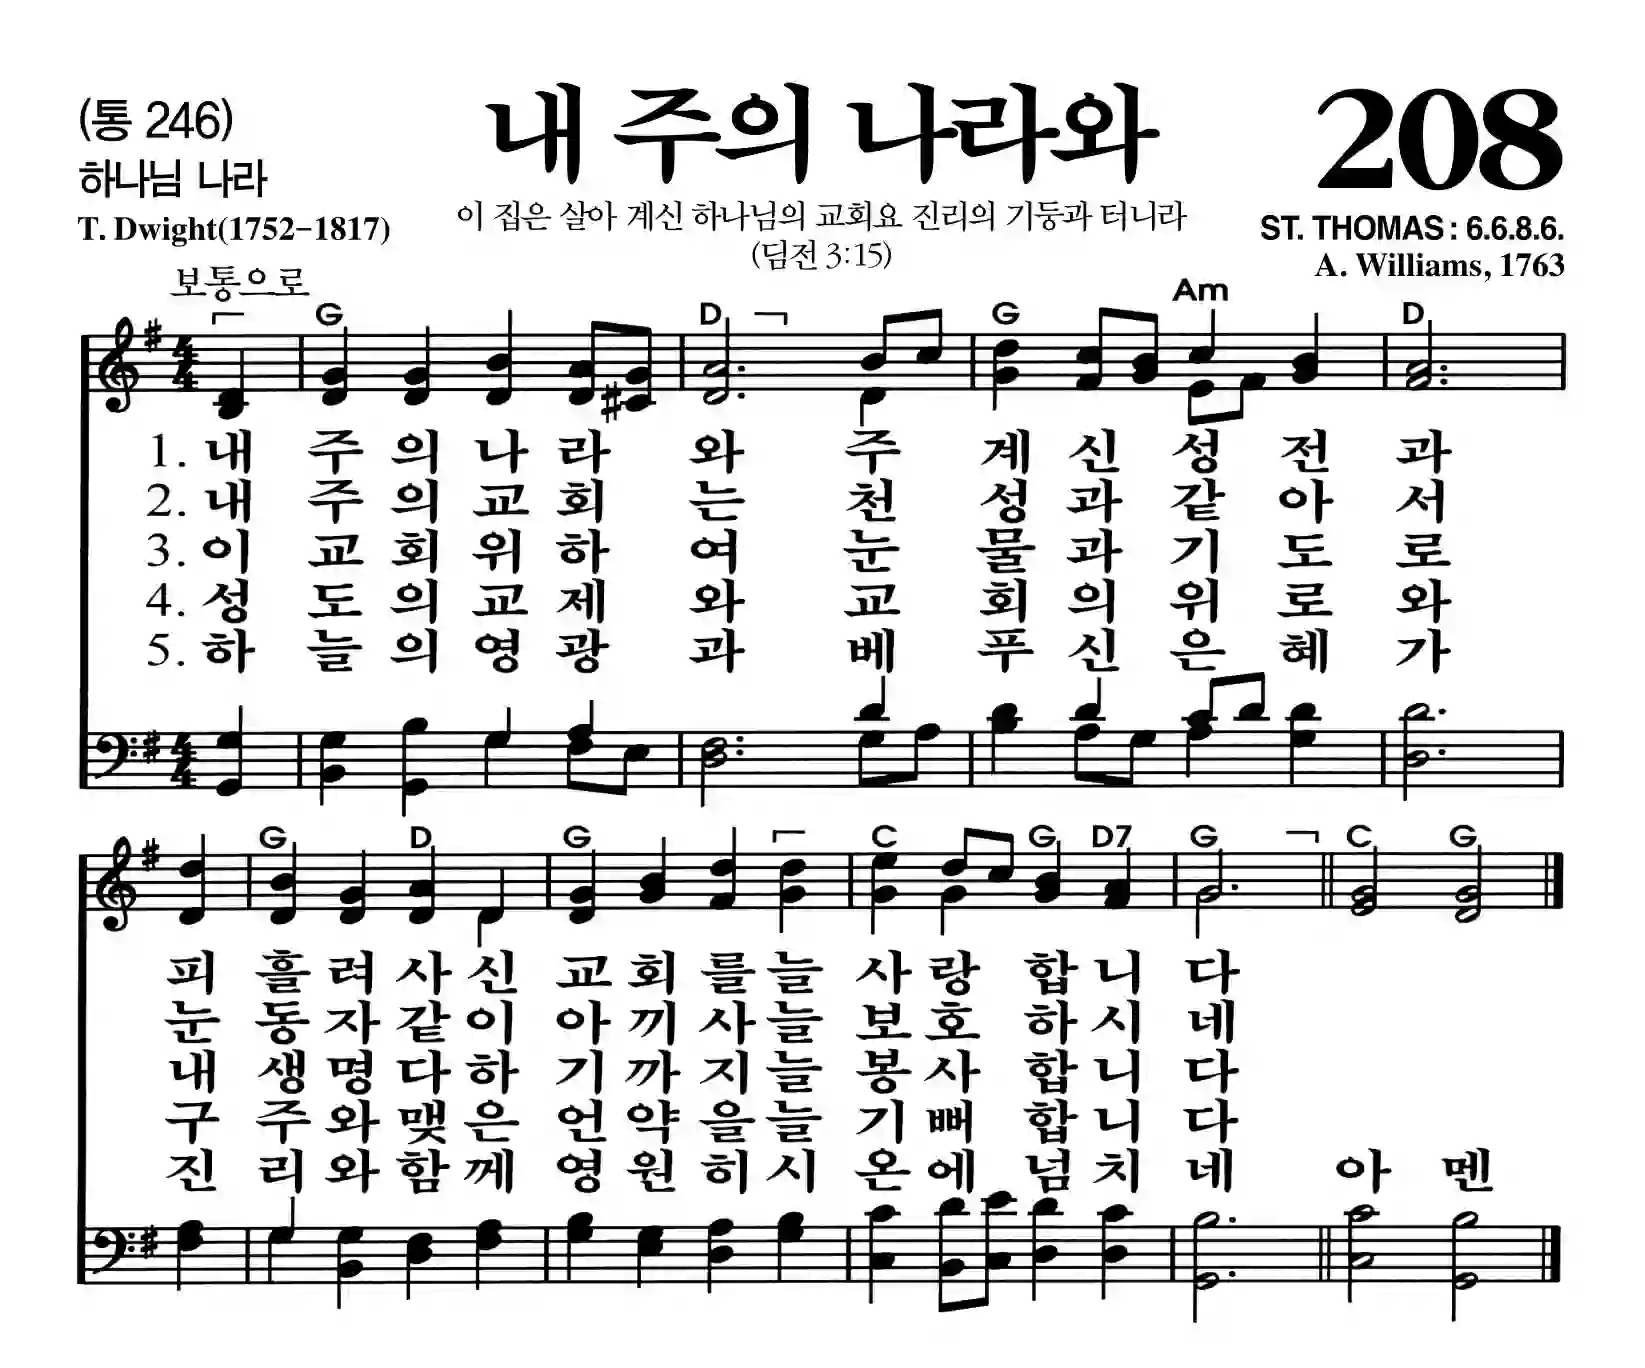 (통 246)
하나님 나라
T. Dwight(1752-1817)
내 주의 나라와
이 집은 살아 계신 하나님의 교회요 진리의 기둥과 터니라
(딤전 3:15)
208
ST. THOMAS : 6.6.8.6.
A. Williams, 1763
보통으로
G D G Am D
4 4
1. 내 주 의 나 라 와 주 계 신 성 전 과
2. 내 주 의 교 회 는 천 성 과 같 아 서
3. 이 교 회 위 하 여 눈 물 과 기 도 로
4. 성 도 의 교 제 와 교 회 의 위 로 와
5. 하 늘 의 영 광 과 베 푸 신 은 혜 가
4 4
G D G C G D7 G C G
피 흘 려 사 신 교 회 를 늘 사 랑 합 니 다
눈 동 자 같 이 아 끼 사 늘 보 호 하 시 네
내 생 명 다 하 기 까 지 늘 봉 사 합 니 다
구 주 와 맺 은 언 약 을 늘 기 뻐 합 니 다
진 리 와 함 께 영 원 히 시 온 에 넘 치 네 아 멘